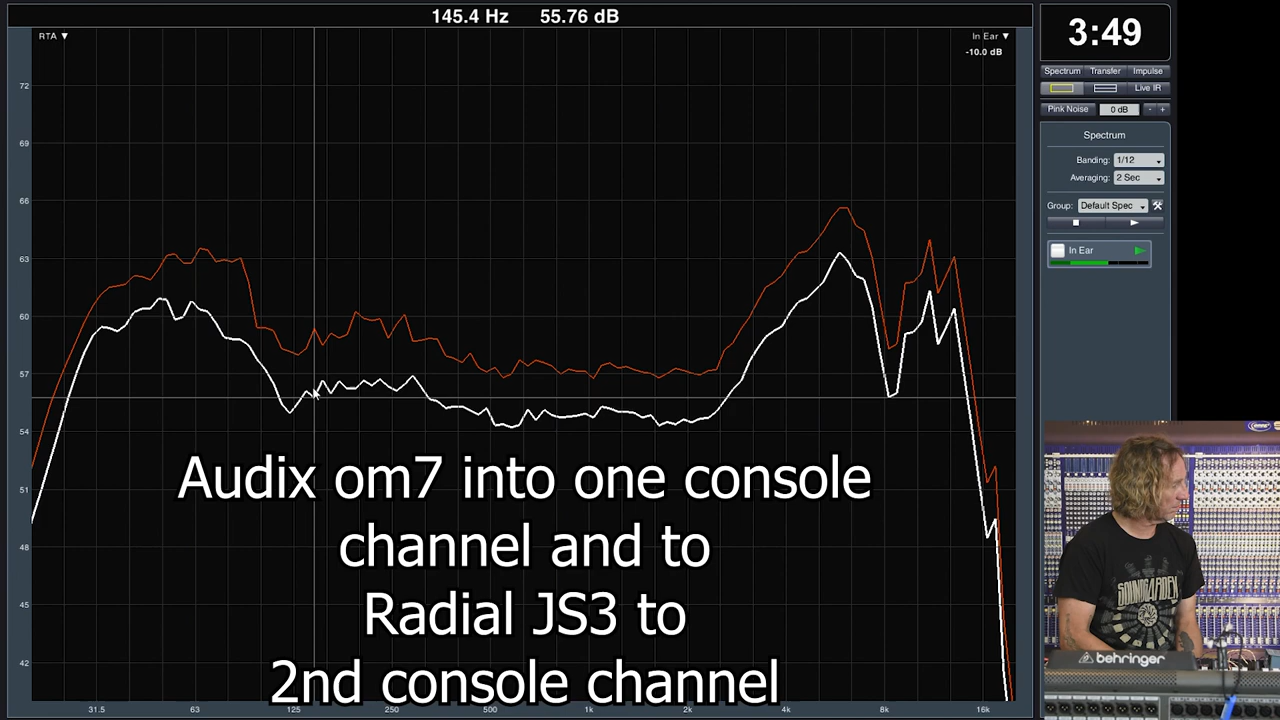 145.4 Hz 55.76 dB
RTA ▼
In Ear ▼
-10.0 dB
72
69
66
63
60
57
54
51
48
45
42
31.5 63 125 250 500 1k 2k 4k 8k 16k
Audix om7 into one console
channel and to
Radial JS3 to
2nd console channel
3:49
Spectrum Transfer Impulse
Live IR
Pink Noise 0 dB - +
Spectrum
Banding: 1/12
Averaging: 2 Sec
Group: Default Spec
In Ear
SOUNDGARDEN
behringer